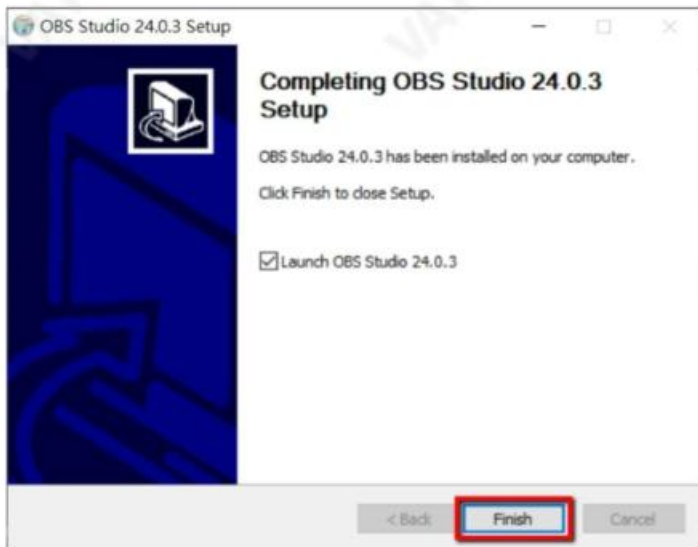 OBS Studio 24.0.3 Setup
Completing OBS Studio 24.0.3
Setup
OBS Studio 24.0.3 has been installed on your computer.
Click Finish to close Setup.
Launch OBS Studio 24.0.3
< Back Finish Cancel